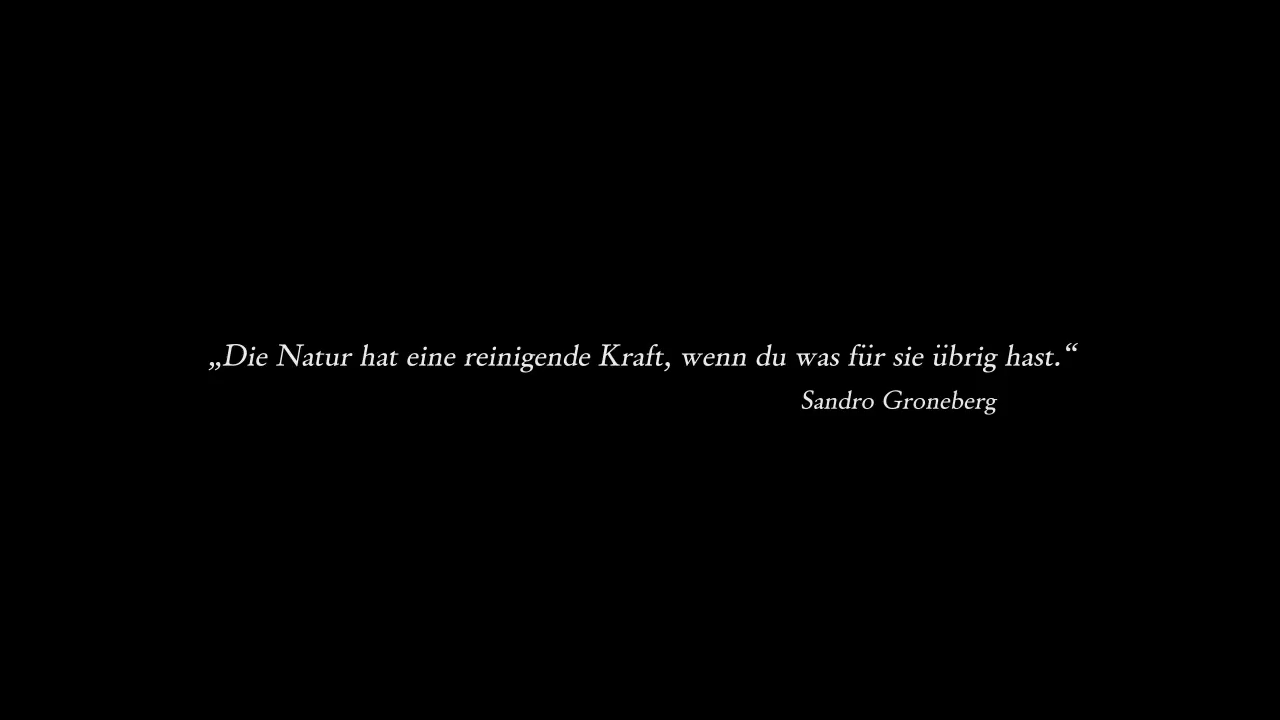 „Die Natur hat eine reinigende Kraft, wenn du was für sie übrig hast.“
Sandro Groneberg